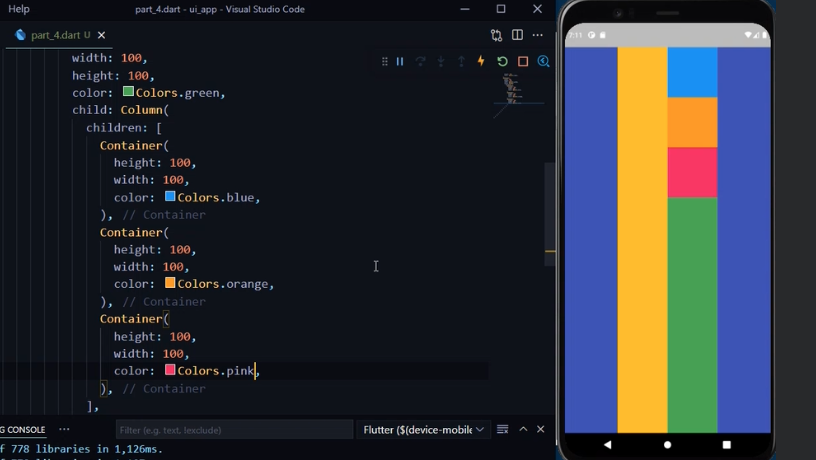 Help
part_4.dart - ui_app - Visual Studio Code
part_4.dart U
width: 100,
height: 100,
color: Colors.green,
child: Column(
children: [
Container(
height: 100,
width: 100,
color: Colors.blue,
), // Container
Container(
height: 100,
width: 100,
color: Colors.orange,
), // Container
Container(
height: 100,
width: 100,
color: Colors.pink,
), // Container
],
G CONSOLE
Filter (e.g. text, !exclude)
Flutter ($(device-mobile
f 778 libraries in 1,126ms.
7:11